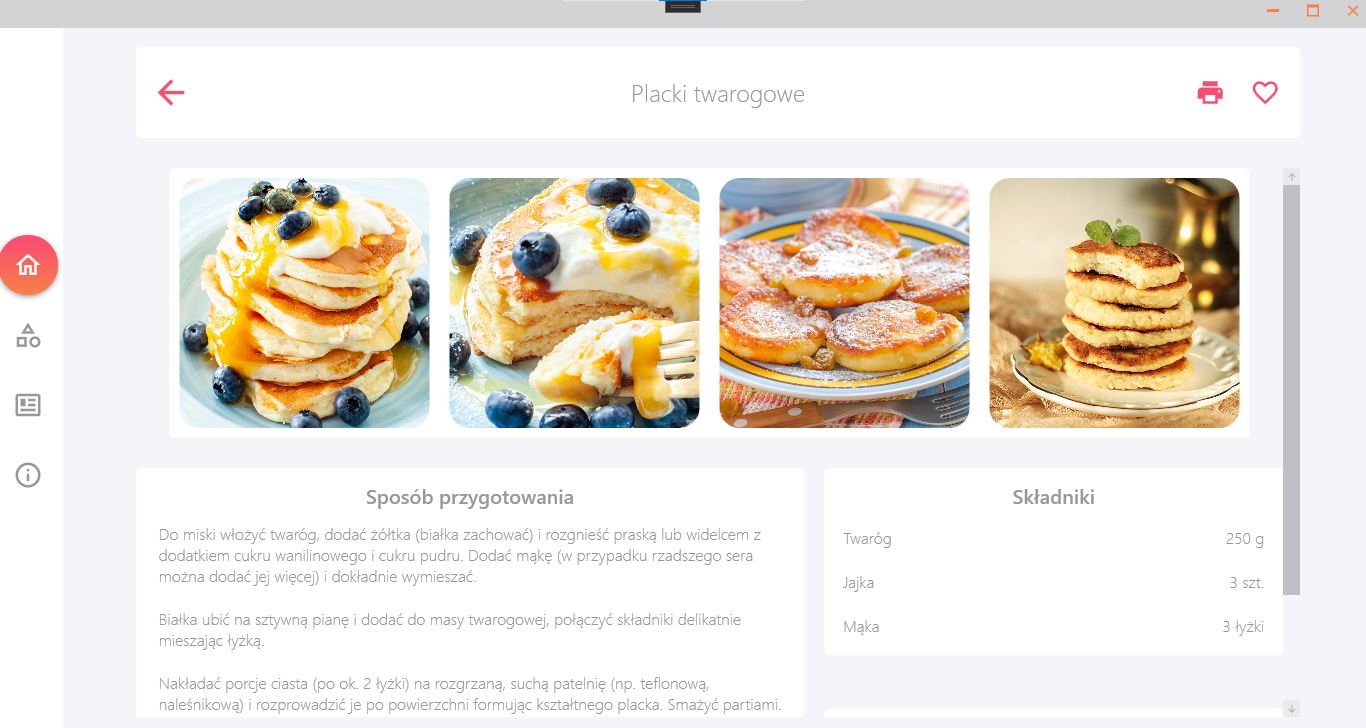 Placki twarogowe
Sposób przygotowania
Do miski włożyć twaróg, dodać żółtka (białka zachować) i rozgnieść praską lub widelcem z
dodatkiem cukru wanilinowego i cukru pudru. Dodać mąkę (w przypadku rzadszego sera
można dodać jej więcej) i dokładnie wymieszać.
Białka ubić na sztywną pianę i dodać do masy twarogowej, połączyć składniki delikatnie
mieszając łyżką.
Nakładać porcje ciasta (po ok. 2 łyżki) na rozgrzaną, suchą patelnię (np. teflonową,
naleśnikową) i rozprowadzić je po powierzchni formując kształtnego placka. Smażyć partiami.
Składniki
Twaróg 250 g
Jajka 3 szt.
Mąka 3 łyżki